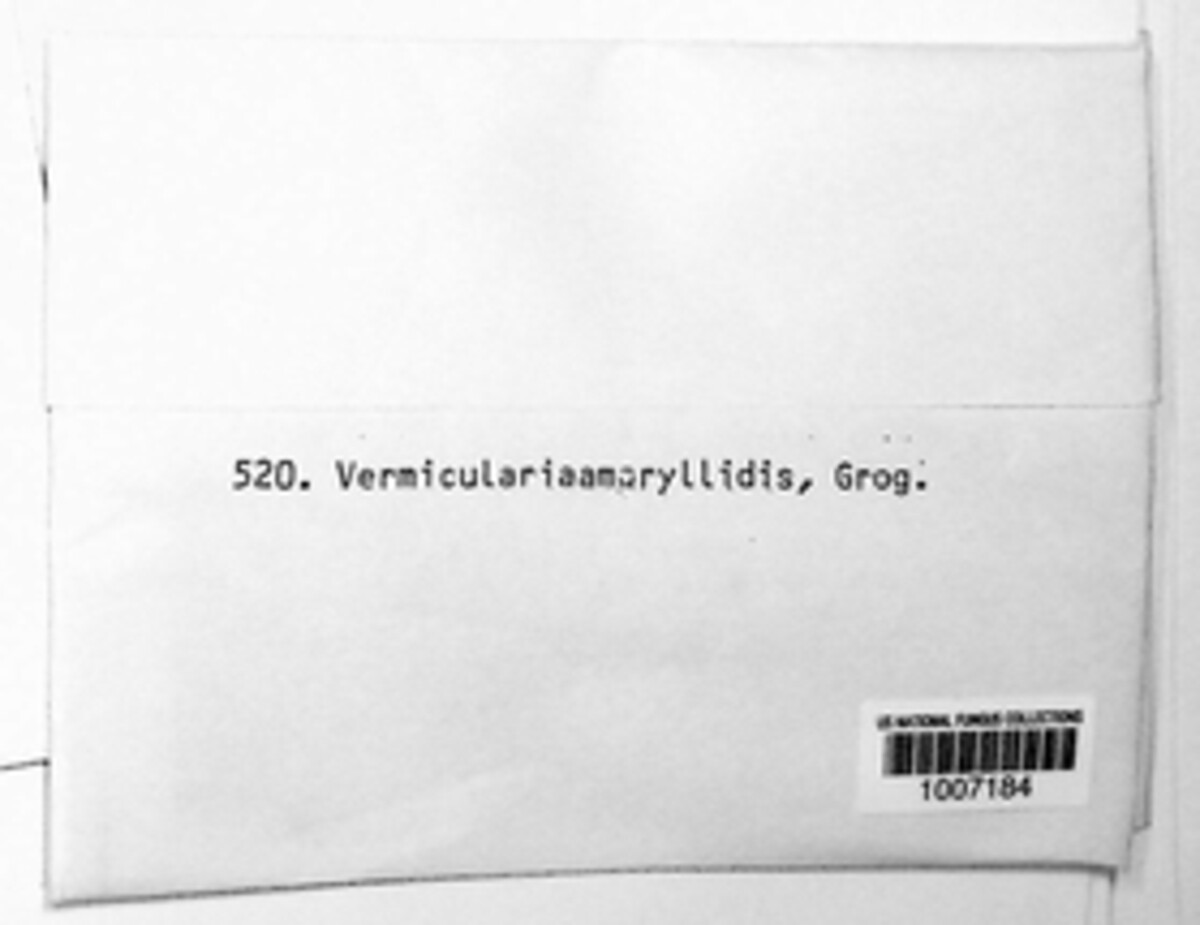 520. Vermiculariaamaryllidis, Grog.
US NATIONAL FUNGUS COLLECTIONS
1007184